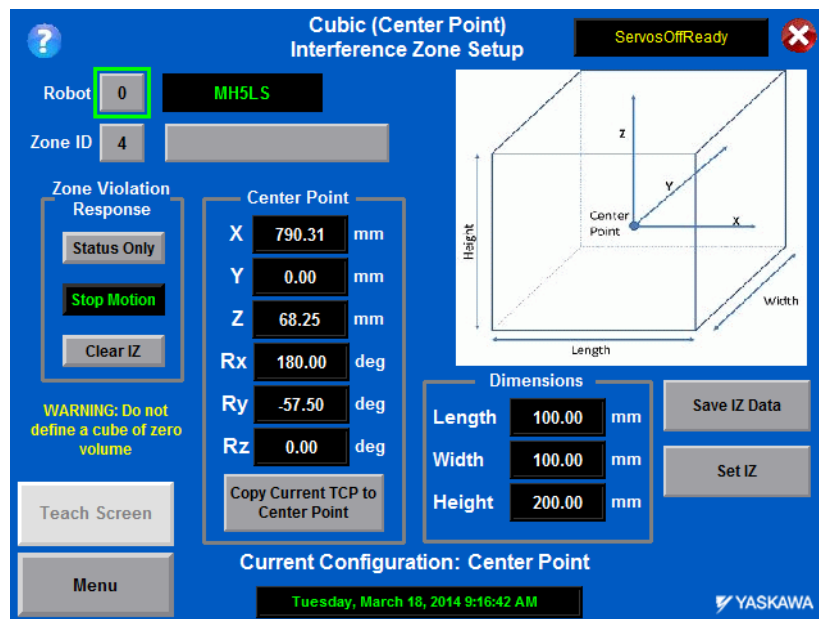 ?
Cubic (Center Point)
Interference Zone Setup
ServosOffReady
Robot 0 MH5LS
Zone ID 4
Zone Violation
Response
Status Only
Stop Motion
Clear IZ
WARNING: Do not
define a cube of zero
volume
Center Point
X 790.31 mm
Y 0.00 mm
Z 68.25 mm
Rx 180.00 deg
Ry -57.50 deg
Rz 0.00 deg
Copy Current TCP to
Center Point
Z
Y
X
Center
Point
Height
Width
Length
Dimensions
Length 100.00 mm
Width 100.00 mm
Height 200.00 mm
Save IZ Data
Set IZ
Teach Screen
Menu
Current Configuration: Center Point
Tuesday, March 18, 2014 9:16:42 AM
YASKAWA